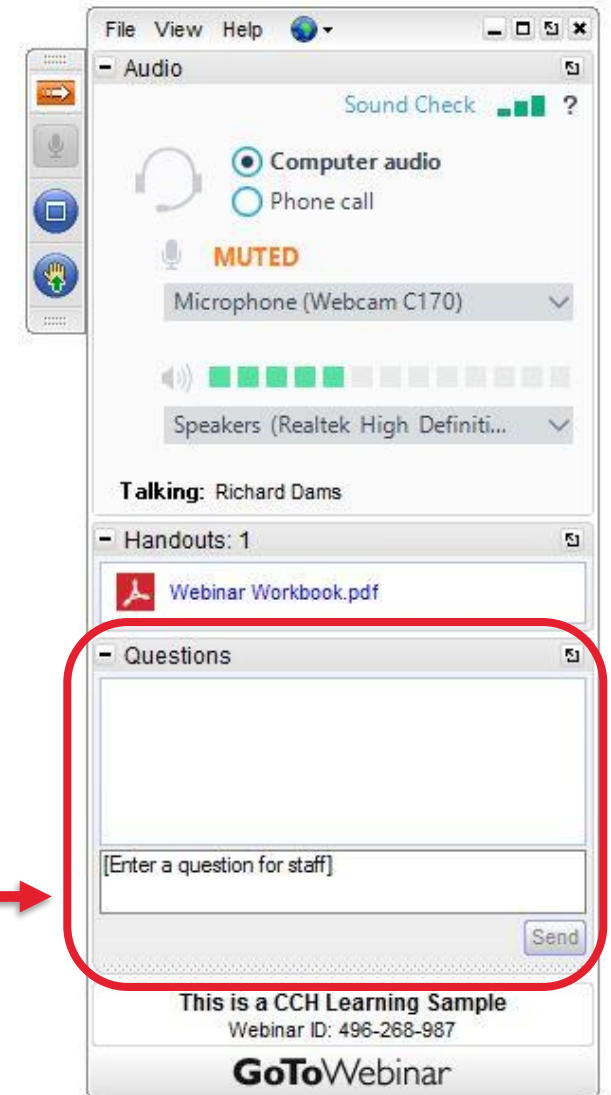 File View Help
Audio
Sound Check ?
Computer audio
Phone call
MUTED
Microphone (Webcam C170)
Speakers (Realtek High Definiti...
Talking: Richard Dams
Handouts: 1
Webinar Workbook.pdf
Questions
[Enter a question for staff]
Send
This is a CCH Learning Sample
Webinar ID: 496-268-987
GoToWebinar